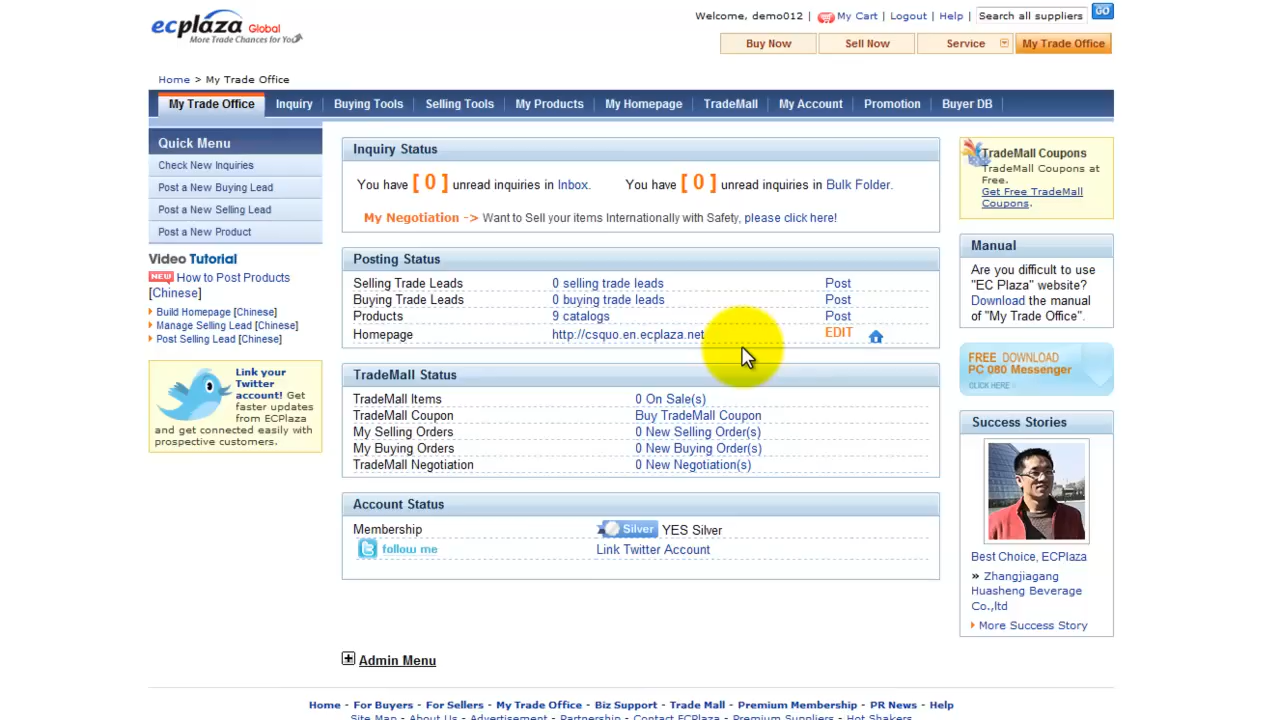 ecplaza Global
More Trade Chances for You
Welcome, demo012 | My Cart | Logout | Help | Search all suppliers GO
Buy Now Sell Now Service My Trade Office
Home > My Trade Office
My Trade Office Inquiry Buying Tools Selling Tools My Products My Homepage TradeMall My Account Promotion Buyer DB
Quick Menu
Check New Inquiries
Post a New Buying Lead
Post a New Selling Lead
Post a New Product
Video Tutorial
NEW How to Post Products
[Chinese]
Build Homepage [Chinese]
Manage Selling Lead [Chinese]
Post Selling Lead [Chinese]
Link your
Twitter
account! Get
faster updates
from ECPlaza
and get connected easily with
prospective customers.
Inquiry Status
You have [ 0 ] unread inquiries in Inbox. You have [ 0 ] unread inquiries in Bulk Folder.
My Negotiation -> Want to Sell your items Internationally with Safety, please click here!
Posting Status
Selling Trade Leads 0 selling trade leads Post
Buying Trade Leads 0 buying trade leads Post
Products 9 catalogs Post
Homepage http://csquo.en.ecplaza.net EDIT
TradeMall Status
TradeMall Items 0 On Sale(s)
TradeMall Coupon Buy TradeMall Coupon
My Selling Orders 0 New Selling Order(s)
My Buying Orders 0 New Buying Order(s)
TradeMall Negotiation 0 New Negotiation(s)
Account Status
Membership Silver YES Silver
follow me Link Twitter Account
Admin Menu
TradeMall Coupons
TradeMall Coupons at
Free.
Get Free TradeMall
Coupons.
Manual
Are you difficult to use
"EC Plaza" website?
Download the manual
of "My Trade Office".
FREE DOWNLOAD
PC 080 Messenger
CLICK HERE
Success Stories
Best Choice, ECPlaza
» Zhangjiagang
Huasheng Beverage
Co.,ltd
More Success Story
Home - For Buyers - For Sellers - My Trade Office - Biz Support - Trade Mall - Premium Membership - PR News - Help
Site Map - About Us - Advertisement - Partnership - Contact ECPlaza - Premium Suppliers - Hot Shakers